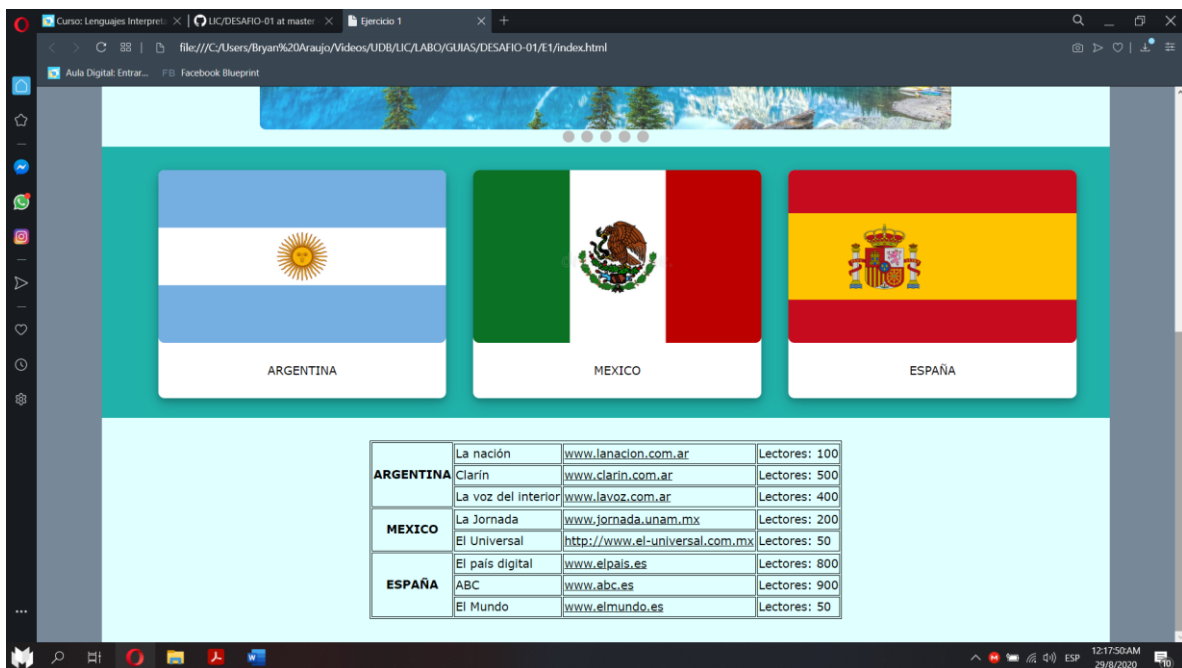 Curso: Lenguajes Interpreta
LIC/DESAFIO-01 at master
Ejercicio 1
file:///C:/Users/Bryan%20Araujo/Videos/UDB/LIC/LABO/GUIAS/DESAFIO-01/E1/index.html
Aula Digital: Entrar...
FB Facebook Blueprint
ARGENTINA
MEXICO
ESPAÑA
ARGENTINA
La nación www.lanacion.com.ar Lectores: 100
Clarín www.clarin.com.ar Lectores: 500
La voz del interior www.lavoz.com.ar Lectores: 400
MEXICO
La Jornada www.jornada.unam.mx Lectores: 200
El Universal http://www.el-universal.com.mx Lectores: 50
ESPAÑA
El país digital www.elpais.es Lectores: 800
ABC www.abc.es Lectores: 900
El Mundo www.elmundo.es Lectores: 50
ESP
12:17:50:AM
29/8/2020
10